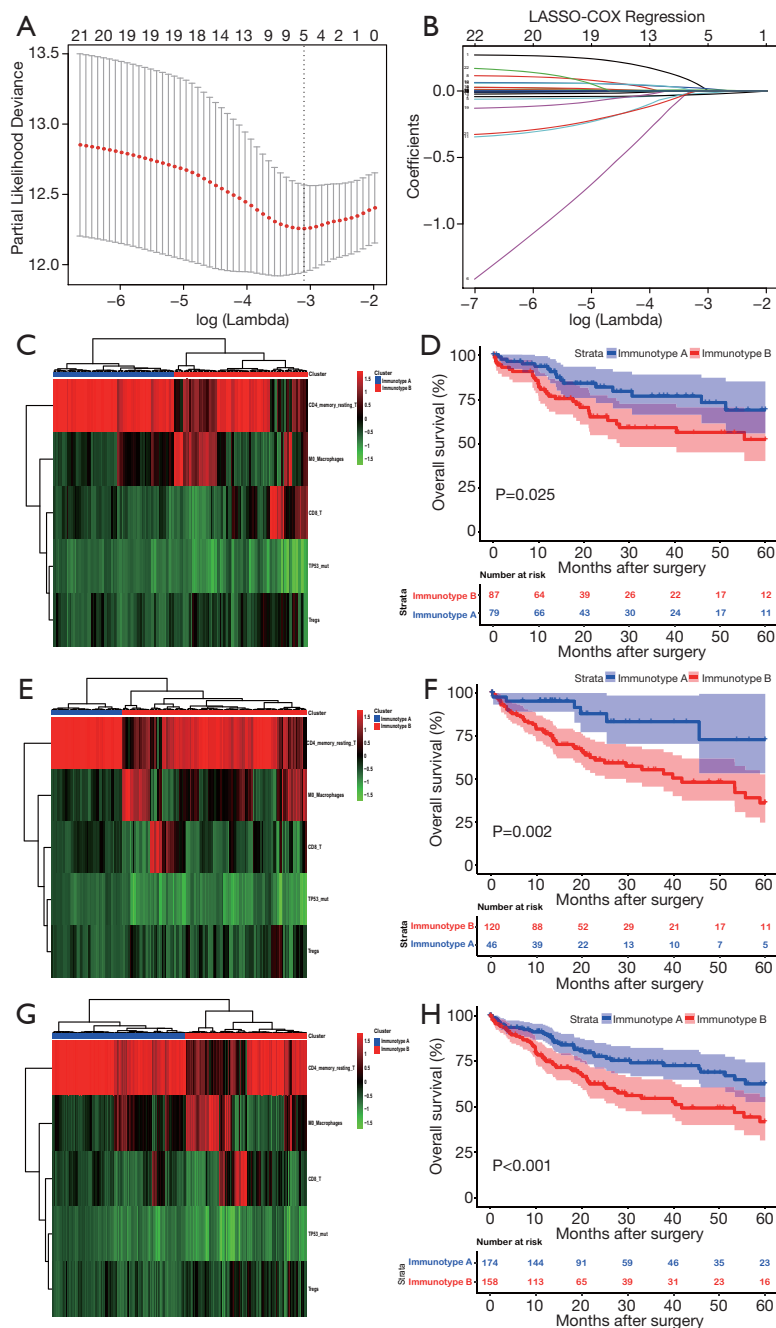 A
21 20 19 19 19 18 14 13 9 9 5 4 2 1 0
Partial Likelihood Deviance
13.5
13.0
12.5
12.0
−6 −5 −4 −3 −2
log (Lambda)
B
LASSO-COX Regression
22 20 19 13 5 1
Coefficients
0.0
−0.5
−1.0
−7 −6 −5 −4 −3 −2
log (Lambda)
C
Cluster
CD4_memory_resting_T
M0_Macrophages
CD8_T
TP53_mut
Tregs
1.5
1
0.5
0
−0.5
−1
−1.5
Cluster
Immunotype A
Immunotype B
D
Strata Immunotype A Immunotype B
Overall survival (%)
100
75
50
25
0
P=0.025
0 10 20 30 40 50 60
Months after surgery
Number at risk
Strata
Immunotype B 87 64 39 26 22 17 12
Immunotype A 79 66 43 30 24 17 11
0 10 20 30 40 50 60
Months after surgery
E
Cluster
CD4_memory_resting_T
M0_Macrophages
CD8_T
TP53_mut
Tregs
1.5
1
0.5
0
−0.5
−1
−1.5
Cluster
Immunotype A
Immunotype B
F
Strata Immunotype A Immunotype B
Overall survival (%)
100
75
50
25
0
P=0.002
0 10 20 30 40 50 60
Months after surgery
Number at risk
Strata
Immunotype B 120 88 52 29 21 17 11
Immunotype A 46 39 22 13 10 7 5
0 10 20 30 40 50 60
Months after surgery
G
Cluster
CD4_memory_resting_T
M0_Macrophages
CD8_T
TP53_mut
Tregs
1.5
1
0.5
0
−0.5
−1
−1.5
Cluster
Immunotype A
Immunotype B
H
Strata Immunotype A Immunotype B
Overall survival (%)
100
75
50
25
0
P<0.001
0 10 20 30 40 50 60
Months after surgery
Number at risk
Strata
Immunotype A 174 144 91 59 46 35 23
Immunotype B 158 113 65 39 31 23 16
0 10 20 30 40 50 60
Months after surgery